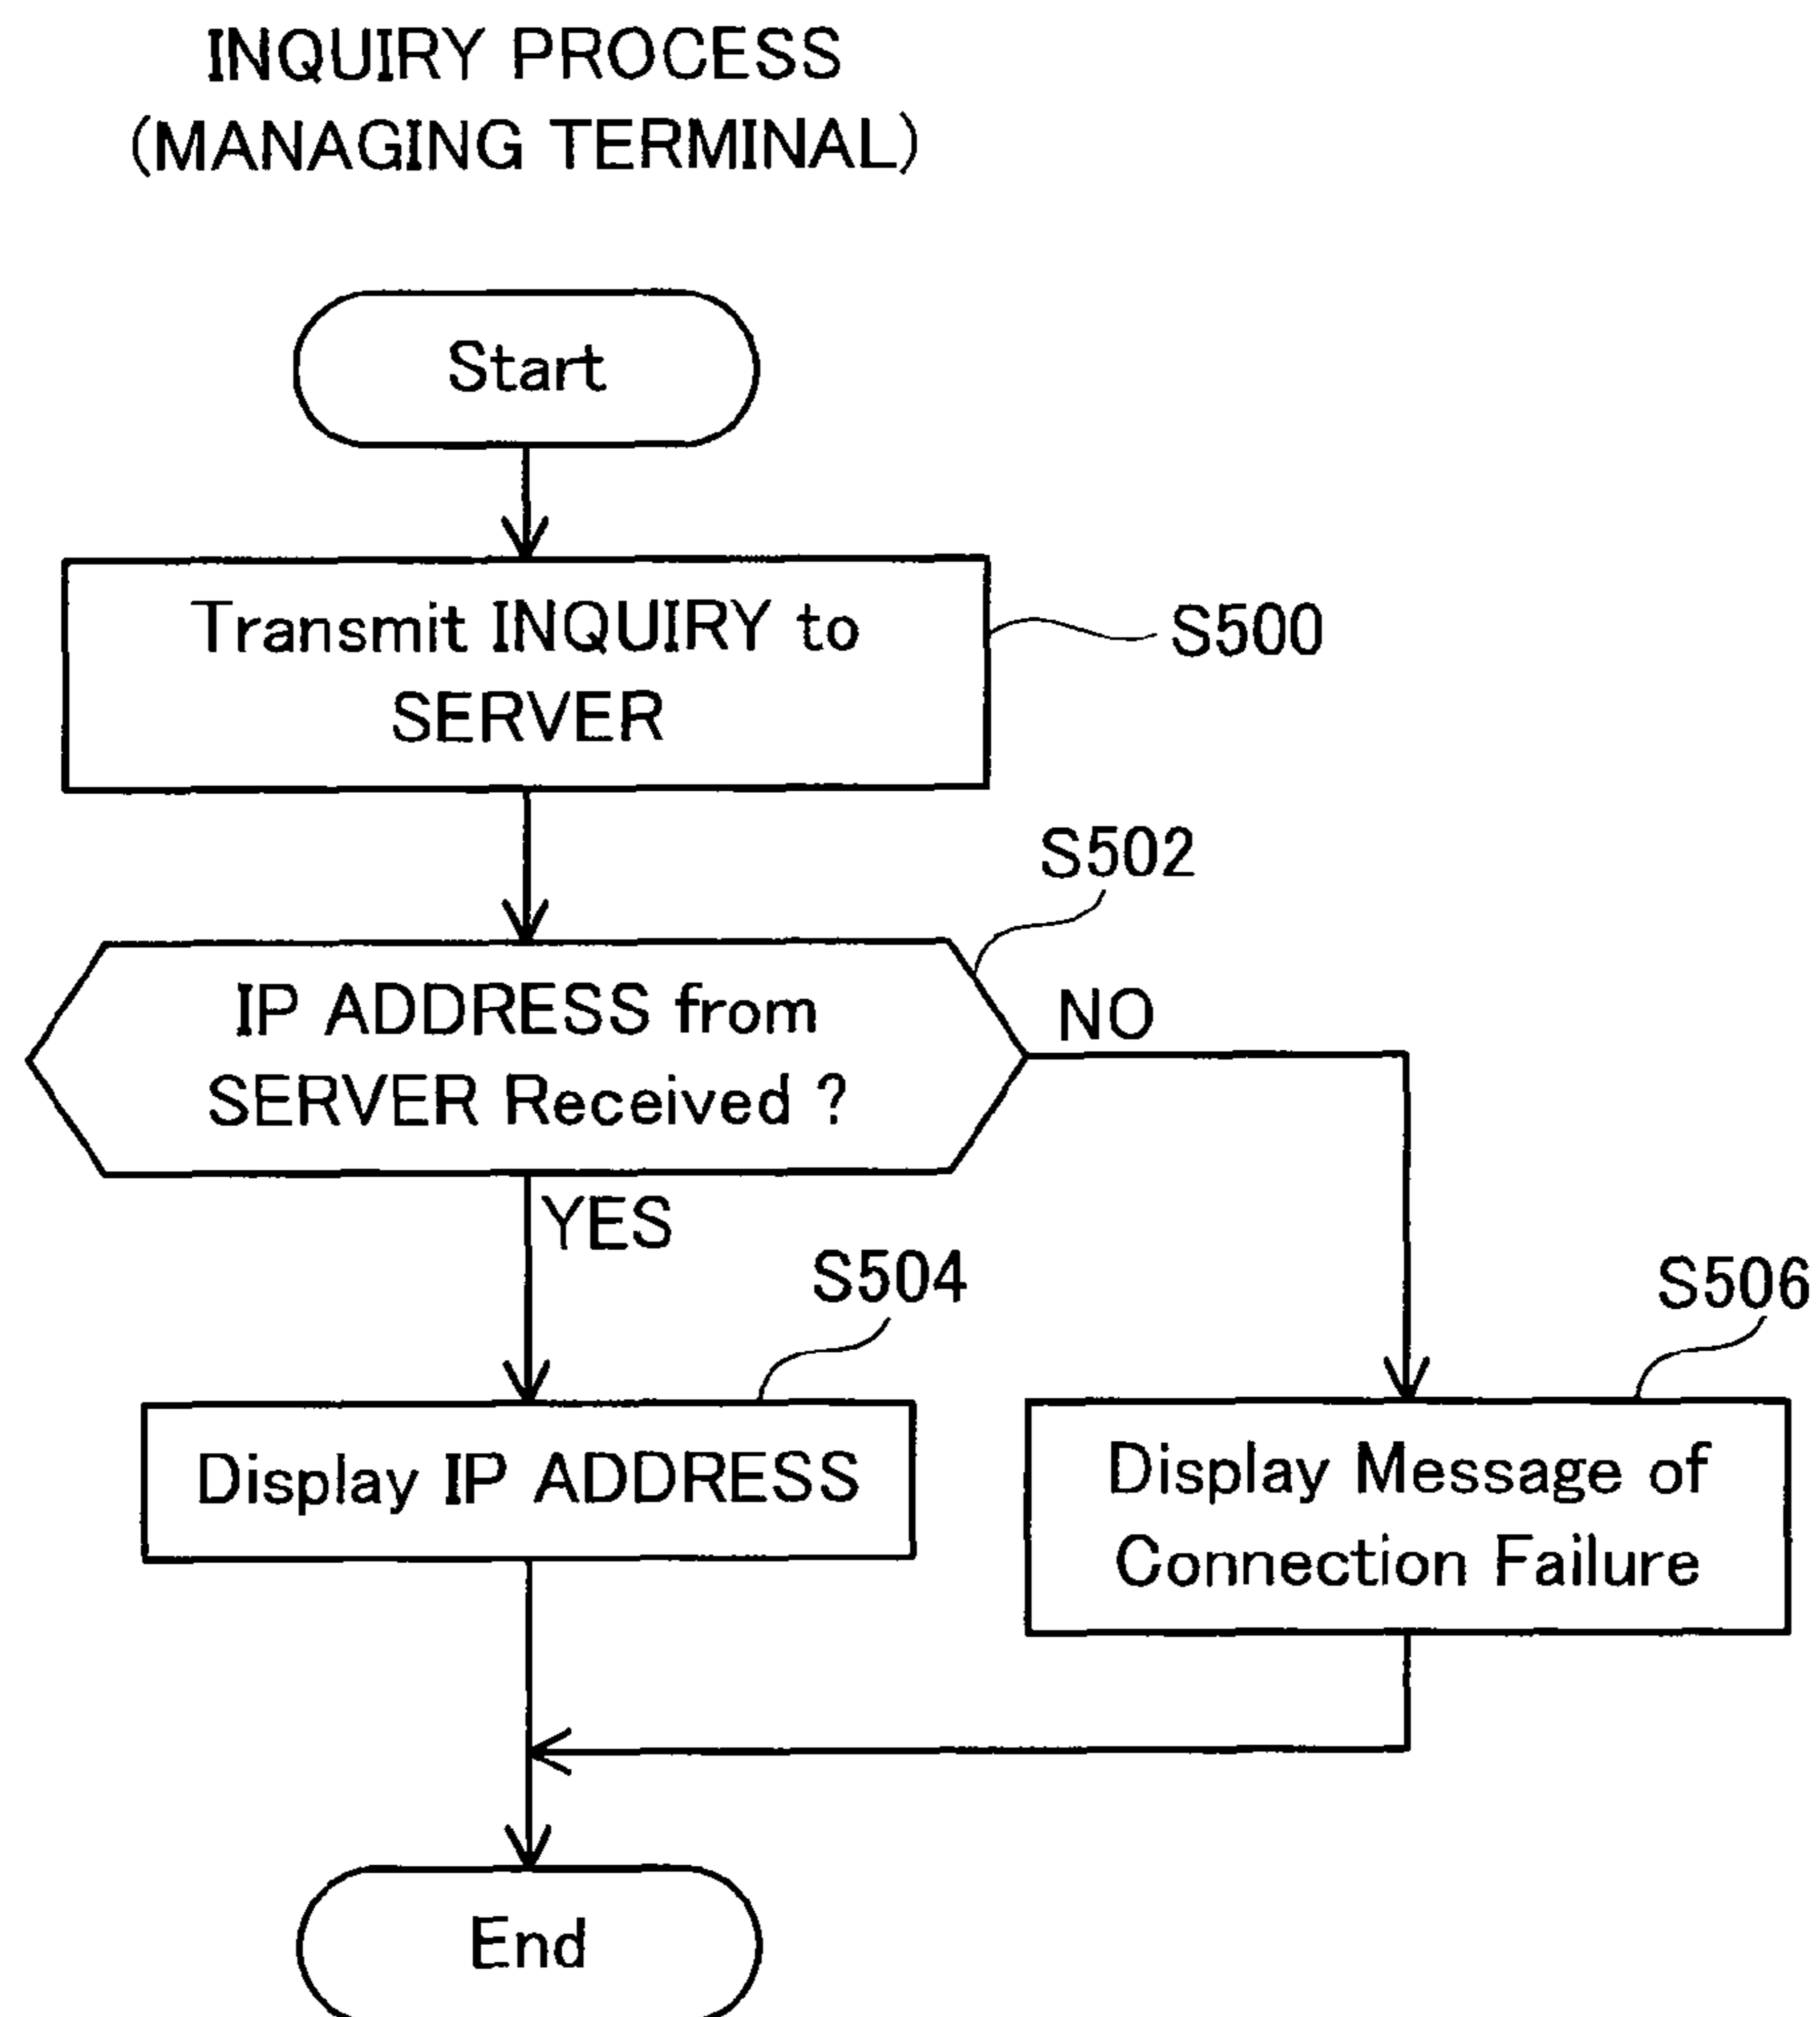 INQUIRY PROCESS
(MANAGING TERMINAL)
Start
Transmit INQUIRY to
SERVER
S500
S502
IP ADDRESS from
SERVER Received ?
NO
YES
S504
Display IP ADDRESS
S506
Display Message of
Connection Failure
End